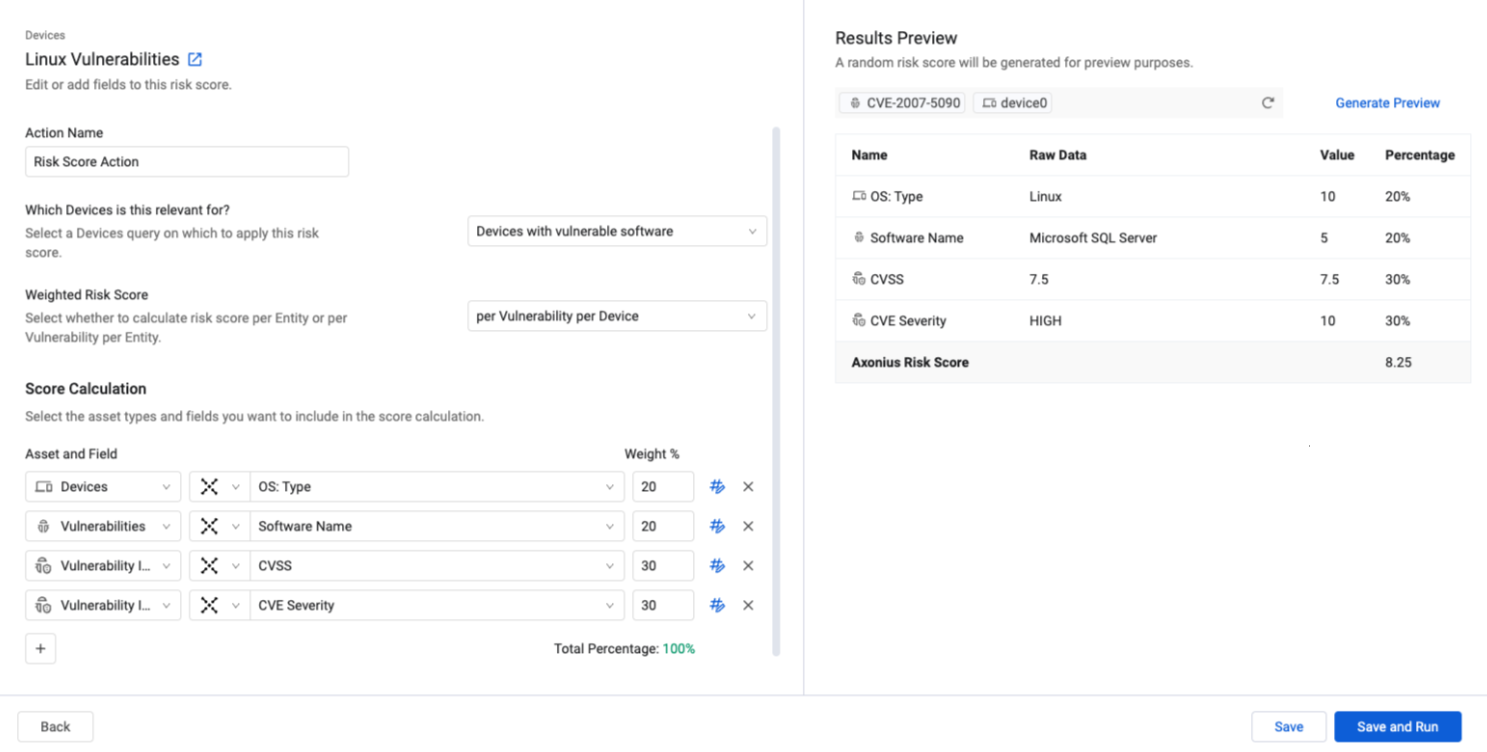 Devices
Linux Vulnerabilities
Edit or add fields to this risk score.
Action Name
Risk Score Action
Which Devices is this relevant for?
Select a Devices query on which to apply this risk
score.
Devices with vulnerable software
Weighted Risk Score
Select whether to calculate risk score per Entity or per
Vulnerability per Entity.
per Vulnerability per Device
Score Calculation
Select the asset types and fields you want to include in the score calculation.
Asset and Field Weight %
Devices OS: Type 20
Vulnerabilities Software Name 20
Vulnerability I... CVSS 30
Vulnerability I... CVE Severity 30
+ Total Percentage: 100%
Results Preview
A random risk score will be generated for preview purposes.
CVE-2007-5090 device0 Generate Preview
Name Raw Data Value Percentage
OS: Type Linux 10 20%
Software Name Microsoft SQL Server 5 20%
CVSS 7.5 7.5 30%
CVE Severity HIGH 10 30%
Axonius Risk Score 8.25
Back Save Save and Run